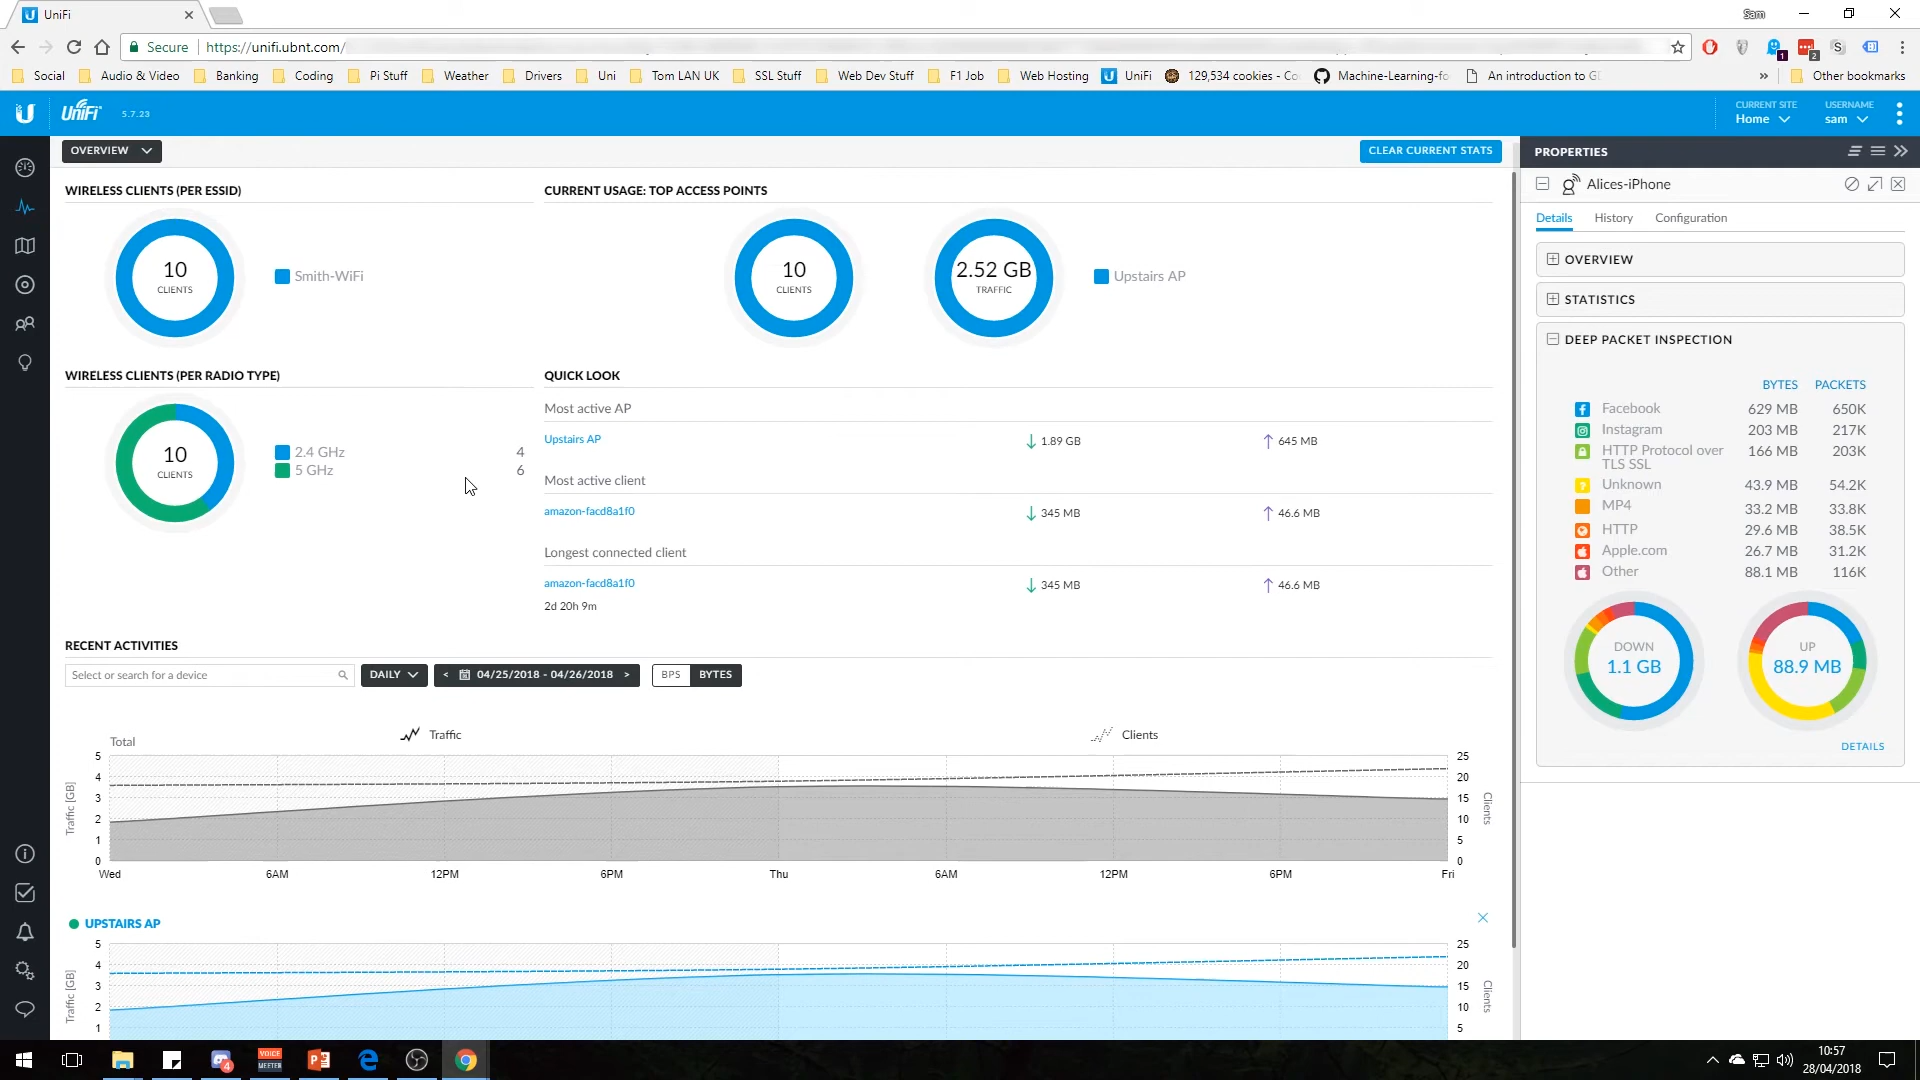 UniFi
Sam
Secure https://unifi.ubnt.com/
1 2 S
Social Audio & Video Banking Coding Pi Stuff Weather Drivers Uni Tom LAN UK SSL Stuff Web Dev Stuff F1 Job Web Hosting UniFi 129,534 cookies - Co Machine-Learning-fo An introduction to G » Other bookmarks
UniFi 5.7.23
CURRENT SITE
Home
USERNAME
sam
OVERVIEW
CLEAR CURRENT STATS
WIRELESS CLIENTS (PER ESSID)
10
CLIENTS
Smith-WiFi
CURRENT USAGE: TOP ACCESS POINTS
10
CLIENTS
2.52 GB
TRAFFIC
Upstairs AP
WIRELESS CLIENTS (PER RADIO TYPE)
10
CLIENTS
2.4 GHz 4
5 GHz 6
QUICK LOOK
Most active AP
Upstairs AP 1.89 GB 645 MB
Most active client
amazon-facd8a1f0 345 MB 46.6 MB
Longest connected client
amazon-facd8a1f0 345 MB 46.6 MB
2d 20h 9m
RECENT ACTIVITIES
Select or search for a device DAILY < 04/25/2018 - 04/26/2018 > BPS BYTES
Traffic Clients
Total
Traffic [GB]
5
4
3
2
1
0
25
20
15
10
5
0
Clients
Wed 6AM 12PM 6PM Thu 6AM 12PM 6PM Fri
UPSTAIRS AP
Traffic [GB]
5
4
3
2
1
25
20
15
10
5
Clients
PROPERTIES
Alices-iPhone
Details History Configuration
OVERVIEW
STATISTICS
DEEP PACKET INSPECTION
BYTES PACKETS
Facebook 629 MB 650K
Instagram 203 MB 217K
HTTP Protocol over
TLS SSL 166 MB 203K
Unknown 43.9 MB 54.2K
MP4 33.2 MB 33.8K
HTTP 29.6 MB 38.5K
Apple.com 26.7 MB 31.2K
Other 88.1 MB 116K
DOWN
1.1 GB
UP
88.9 MB
DETAILS
4
VOICE
MEETER
10:57
28/04/2018